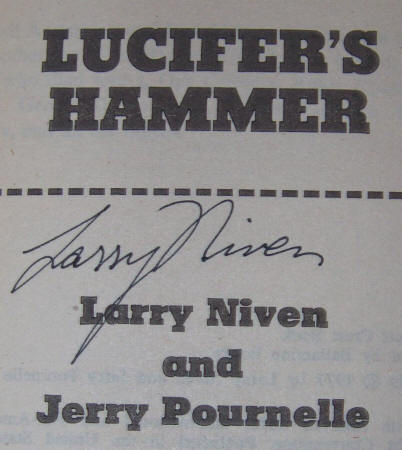 LUCIFER'S
HAMMER
Larry Niven
Larry Niven
and
Jerry Pournelle